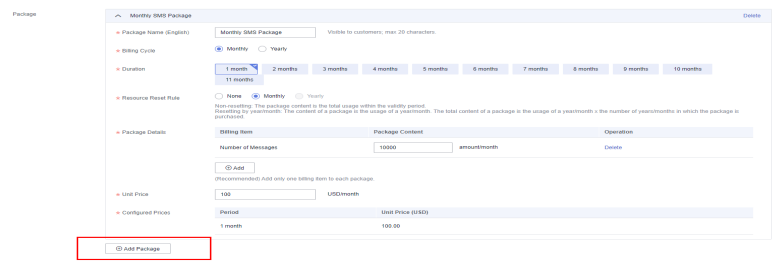 Package
Monthly SMS Package
Delete
* Package Name (English) Monthly SMS Package Visible to customers: max 20 characters.
* Billing Cycle Monthly Yearly
* Duration 1 month 2 months 3 months 4 months 5 months 6 months 7 months 8 months 9 months 10 months
11 months
* Resource Reset Rule None Monthly Yearly
Non-resetting: The package content is the total usage within the validity period.
Resetting by year/month: The content of a package is the usage of a year/month. The total content of a package is the usage of a year/month x the number of years/months in which the package is
purchased.
* Package Details Billing Item Package Content Operation
Number of Messages 10000 amount/month Delete
Add
(Recommended) Add only one billing item to each package.
* Unit Price 100 USD/month
* Configured Prices Period Unit Price (USD)
1 month 100.00
Add Package